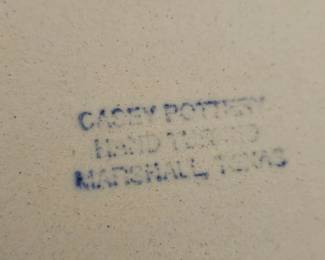 CASEY POTTERY
HAND TURNED
MARSHALL, TEXAS